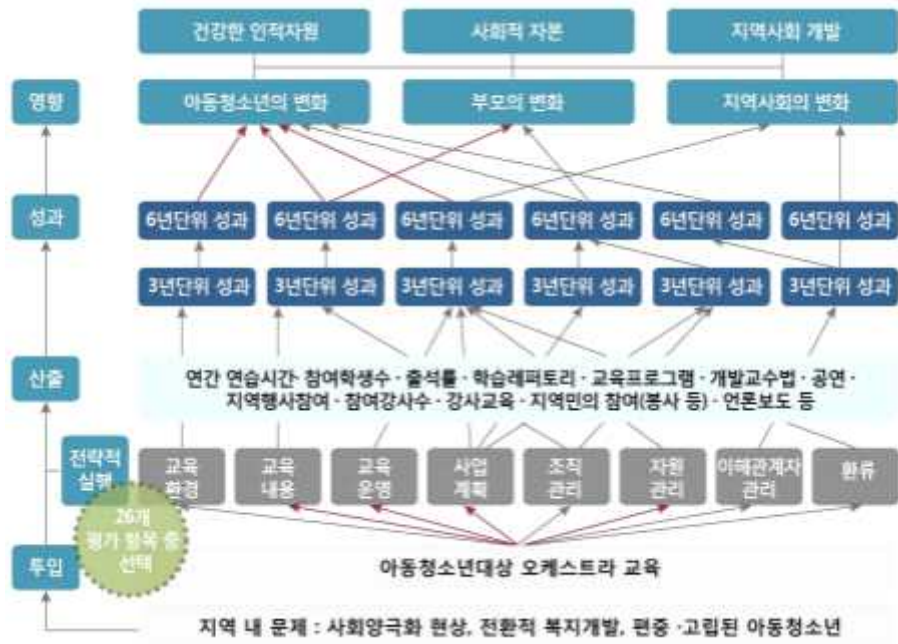 건강한 인적자원
사회적 자본
지역사회 개발
영향
아동청소년의 변화
부모의 변화
지역사회의 변화
성과
6년단위 성과
6년단위 성과
6년단위 성과
6년단위 성과
6년단위 성과
6년단위 성과
3년단위 성과
3년단위 성과
3년단위 성과
3년단위 성과
3년단위 성과
3년단위 성과
산출
연간 연습시간· 참여학생수 · 출석률 · 학습레퍼토리 · 교육프로그램 · 개발교수법 · 공연 ·
지역행사참여 · 참여강사수 · 강사교육 · 지역민의 참여(봉사 등) · 언론보도 등
전략적
실행
교육
환경
교육
내용
교육
운영
사업
계획
조직
관리
자원
관리
이해관계자
관리
환류
26개
평가 항목 중
선택
투입
아동청소년대상 오케스트라 교육
지역 내 문제 : 사회양극화 현상, 전환적 복지개발, 편중 ·고립된 아동청소년